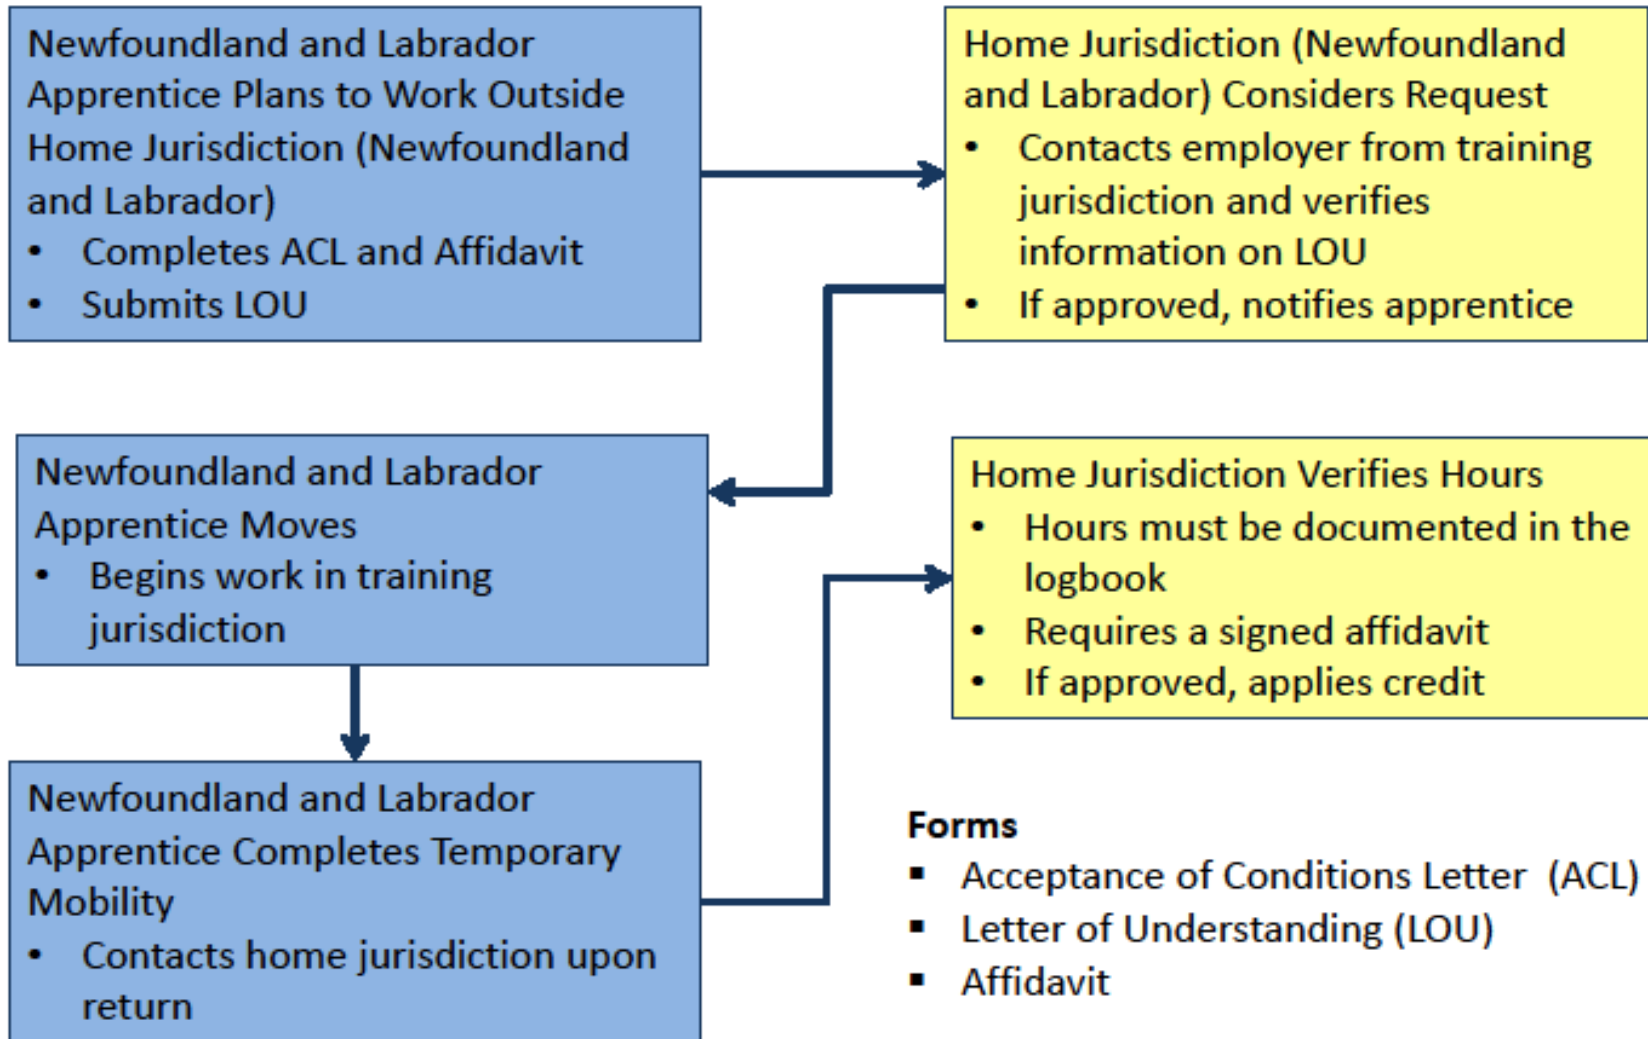 Newfoundland and Labrador
Apprentice Plans to Work Outside
Home Jurisdiction (Newfoundland
and Labrador)
• Completes ACL and Affidavit
• Submits LOU
Home Jurisdiction (Newfoundland
and Labrador) Considers Request
• Contacts employer from training
jurisdiction and verifies
information on LOU
• If approved, notifies apprentice
Newfoundland and Labrador
Apprentice Moves
• Begins work in training
jurisdiction
Newfoundland and Labrador
Apprentice Completes Temporary
Mobility
• Contacts home jurisdiction upon
return
Home Jurisdiction Verifies Hours
• Hours must be documented in the
logbook
• Requires a signed affidavit
• If approved, applies credit
Forms
▪ Acceptance of Conditions Letter (ACL)
▪ Letter of Understanding (LOU)
▪ Affidavit